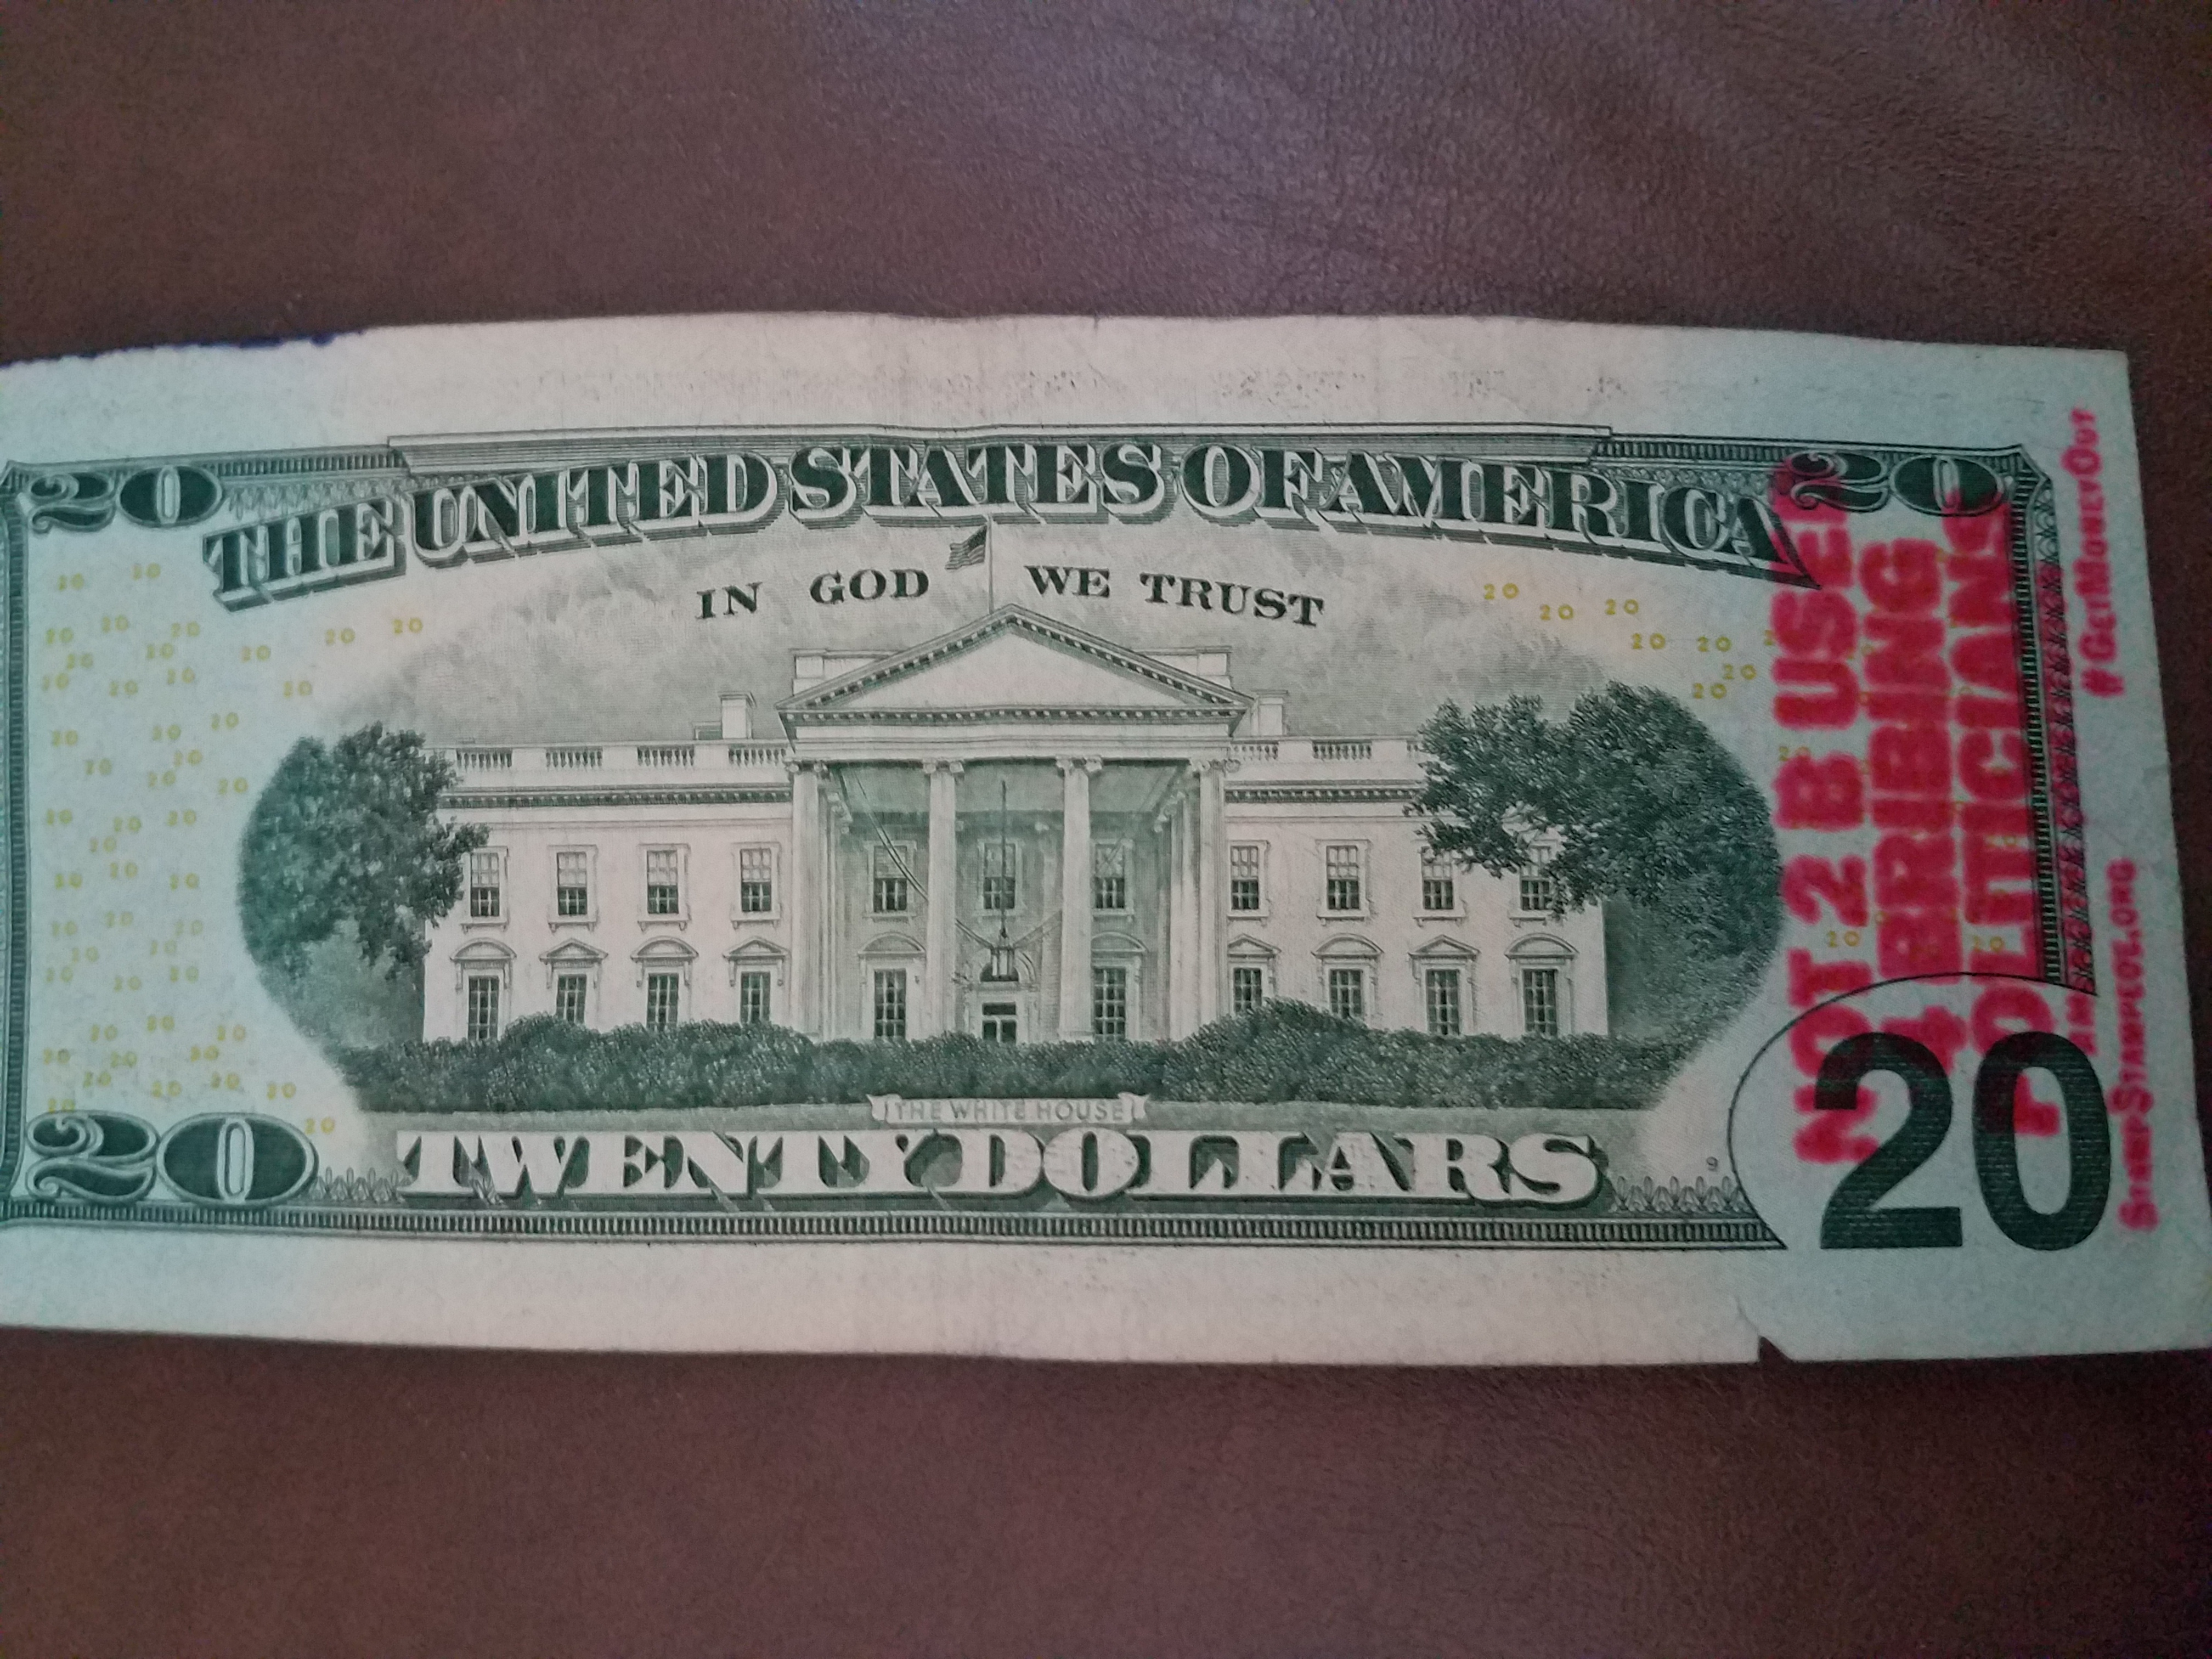 20
THE UNITED STATES OF AMERICA
20
IN GOD WE TRUST
THE WHITE HOUSE
TWENTY DOLLARS
20
9
20
NOT 2 B USED
4 BRIBING
POLITICIANS
#GETMONEYOUT
STAMPSTAMPEDE.ORG